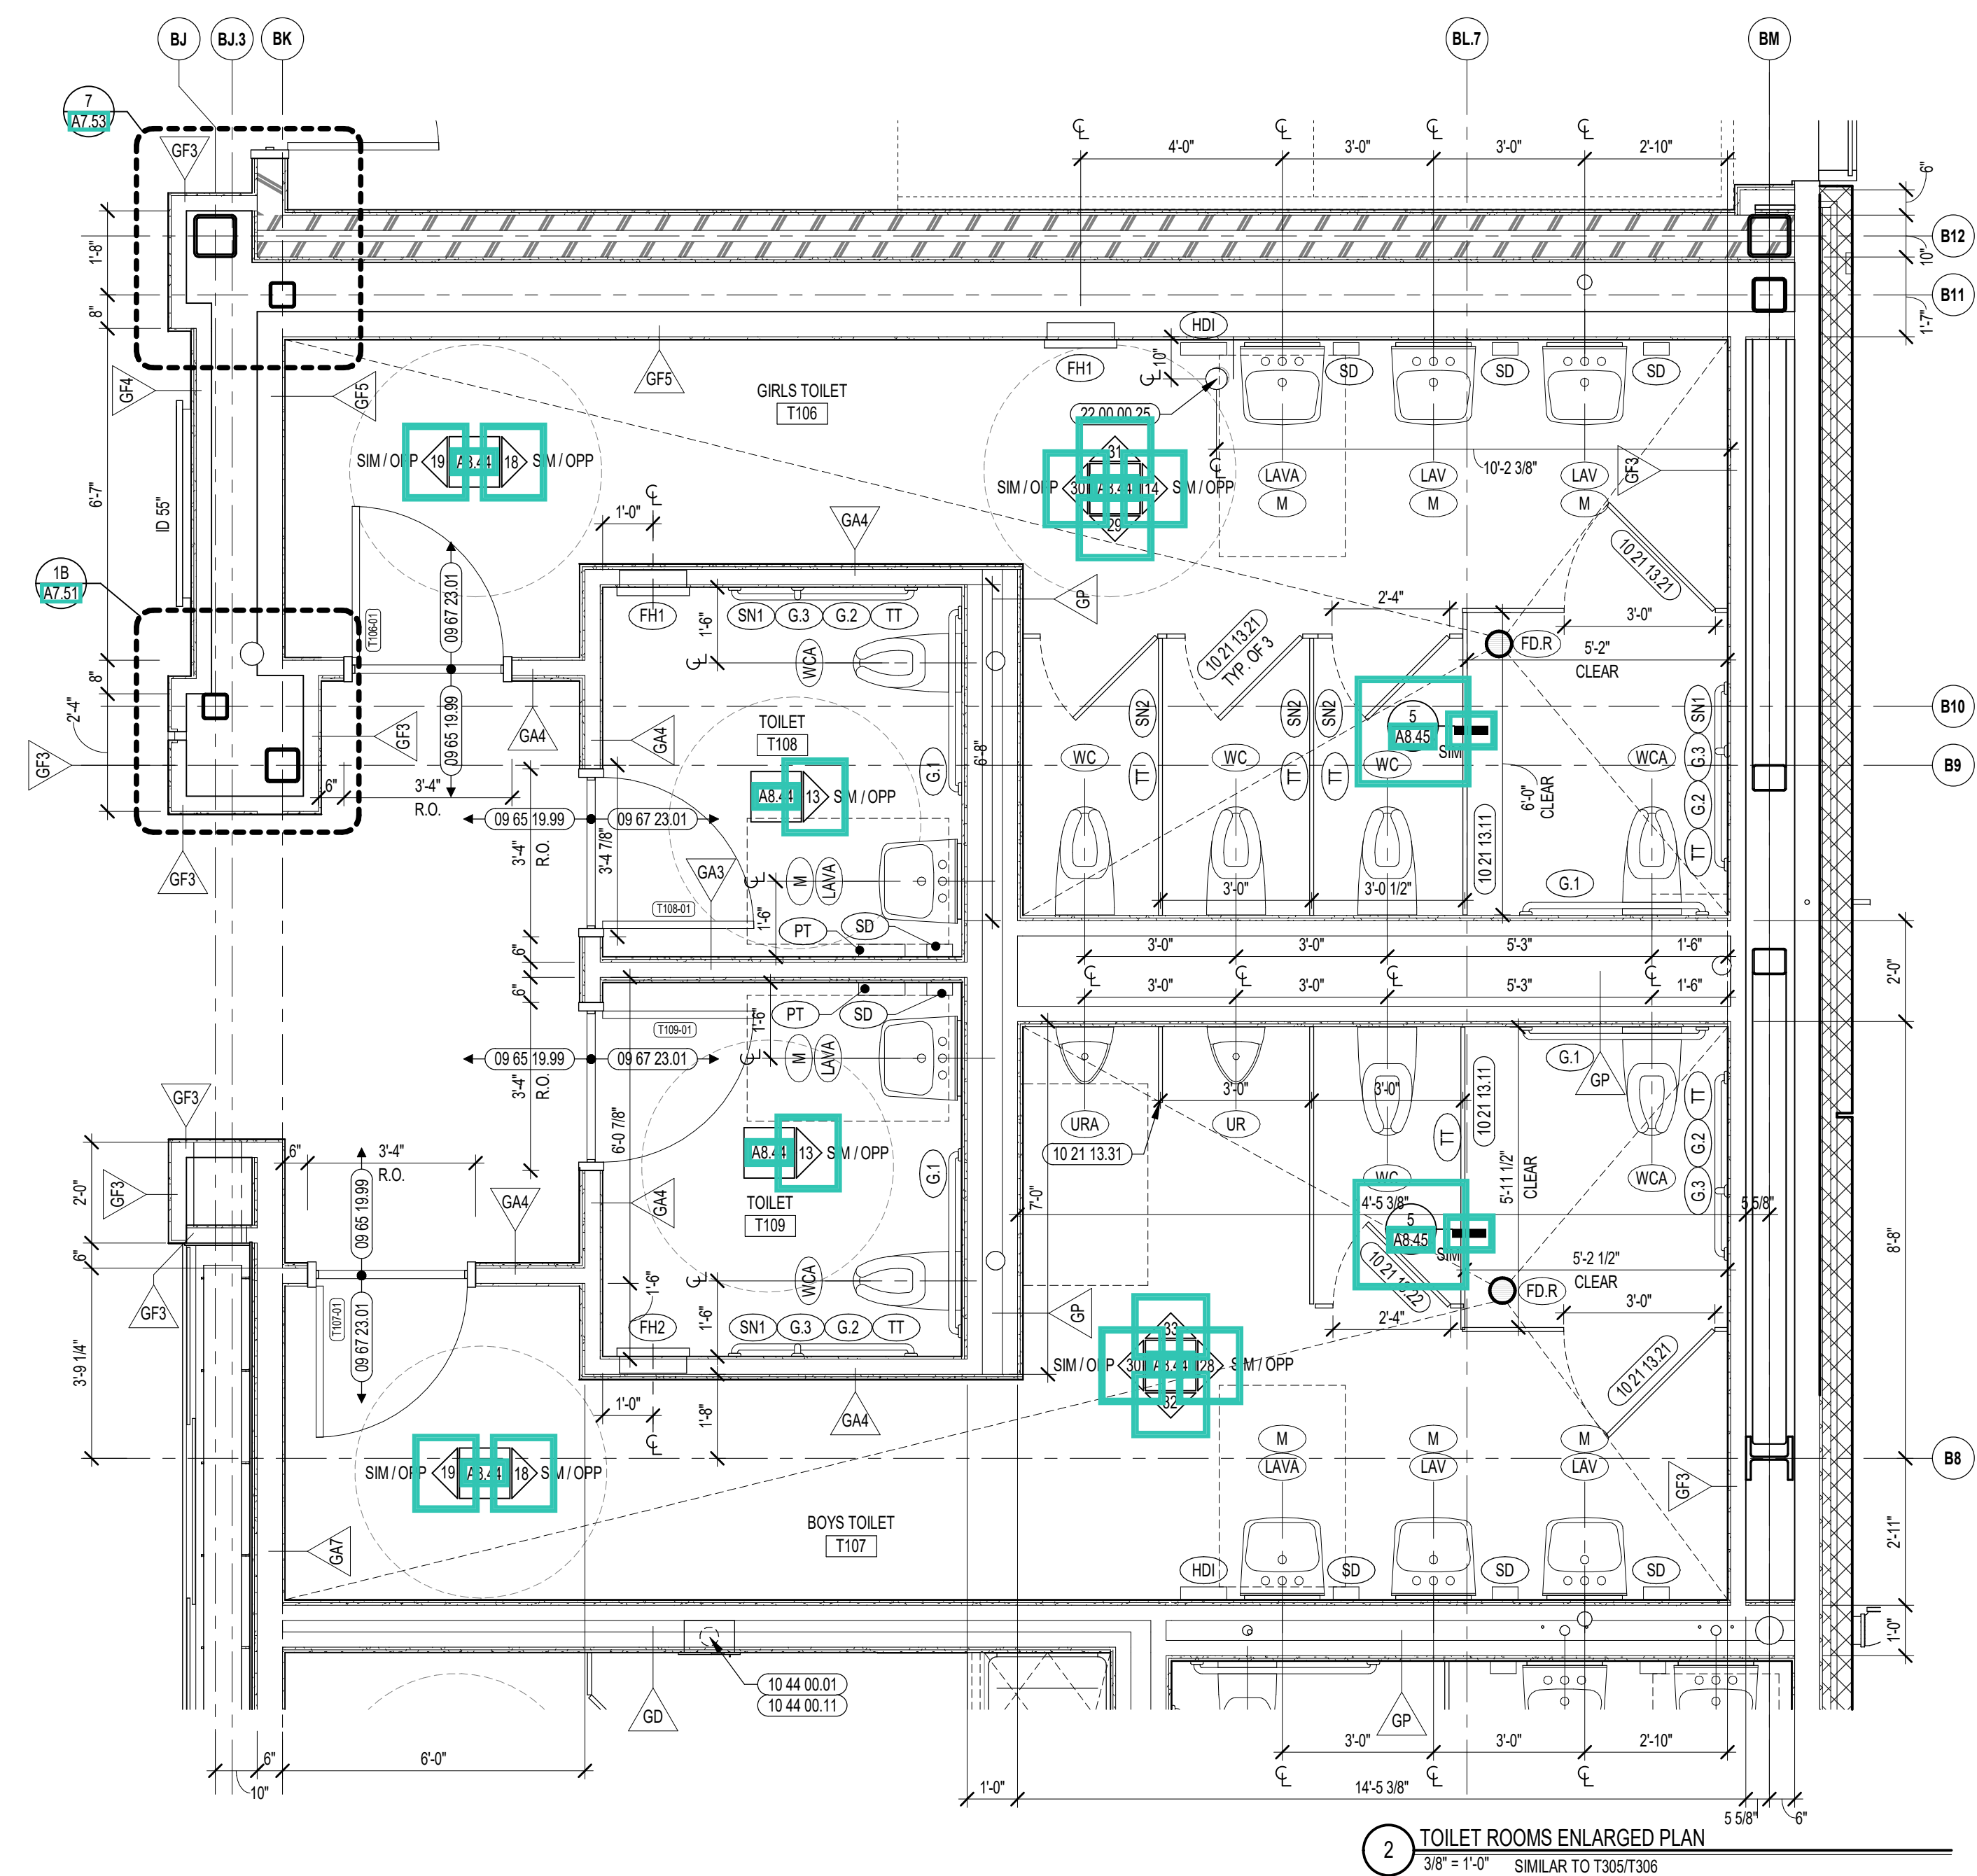 BJ
BJ.3
BK
BL.7
BM
7
A7.53
GF3
4'-0"
3'-0"
3'-0"
2'-10"
6"
B12
10"
B11
1'-7"
1'-8"
8"
GF4
GF5
GF5
HDI
FH1
10"
SD
SD
SD
GIRLS TOILET
T106
22 00 00.25
SIM / OPP
19
A8.44
18
SIM / OPP
31
SIM / OPP
30
A8.44
14
SIM / OPP
29
10'-2 3/8"
GF3
LAVA
LAV
LAV
M
M
M
6'-7"
ID 55"
1'-0"
GA4
10 21 13.21
1B
A7.51
T106-01
09 67 23.01
09 65 19.99
FH1
1'-6"
SN1
G.3
G.2
TT
GP
WCA
10 21 13.21
TYP. OF 3
2'-4"
3'-0"
FD.R
5'-2"
CLEAR
8"
2'-4"
GF3
GF3
GA4
GA4
TOILET
T108
G.1
6'-8"
SN2
SN2
SN2
5
A8.45
SIM
SN1
G.3
G.2
TT
B10
B9
WC
WC
WC
WCA
TT
TT
TT
6'-0"
CLEAR
6"
3'-4"
R.O.
A8.44
13
SIM / OPP
09 65 19.99
09 67 23.01
3'-4"
R.O.
3'-4 7/8"
GA3
M
LAVA
10 21 13.11
GF3
G.1
3'-0"
3'-0 1/2"
T108-01
PT
SD
1'-6"
6"
3'-0"
3'-0"
5'-3"
1'-6"
2'-0"
6"
3'-0"
3'-0"
5'-3"
1'-6"
PT
SD
1'-6"
T109-01
09 65 19.99
09 67 23.01
M
LAVA
3'-4"
R.O.
6'-0 7/8"
G.1
GP
10 21 13.11
TT
G.2
G.3
GF3
3'-0"
3'-0"
URA
UR
TT
WC
WCA
10 21 13.31
6"
3'-4"
R.O.
A8.44
13
SIM / OPP
5'-11 1/2"
CLEAR
2'-0"
GF3
09 65 19.99
GA4
GA4
TOILET
T109
G.1
7'-0"
4'-5 3/8"
5 5/8"
5
A8.45
SIM
8'-8"
6"
GF3
T107-01
09 67 23.01
WCA
1'-6"
5'-2 1/2"
CLEAR
10 21 13.22
FD.R
FH2
1'-6"
SN1
G.3
G.2
TT
GP
2'-4"
3'-0"
3'-9 1/4"
33
SIM / OPP
30
A8.44
28
SIM / OPP
32
10 21 13.21
1'-0"
1'-8"
GA4
M
M
M
LAVA
LAV
LAV
B8
SIM / OPP
19
A8.44
18
SIM / OPP
GF3
BOYS TOILET
T107
GA7
HDI
SD
SD
SD
2'-11"
1'-0"
10 44 00.01
10 44 00.11
GD
GP
6"
10"
6'-0"
3'-0"
3'-0"
2'-10"
1'-0"
14'-5 3/8"
5 5/8"
6"
2
TOILET ROOMS ENLARGED PLAN
3/8" = 1'-0"
SIMILAR TO T305/T306